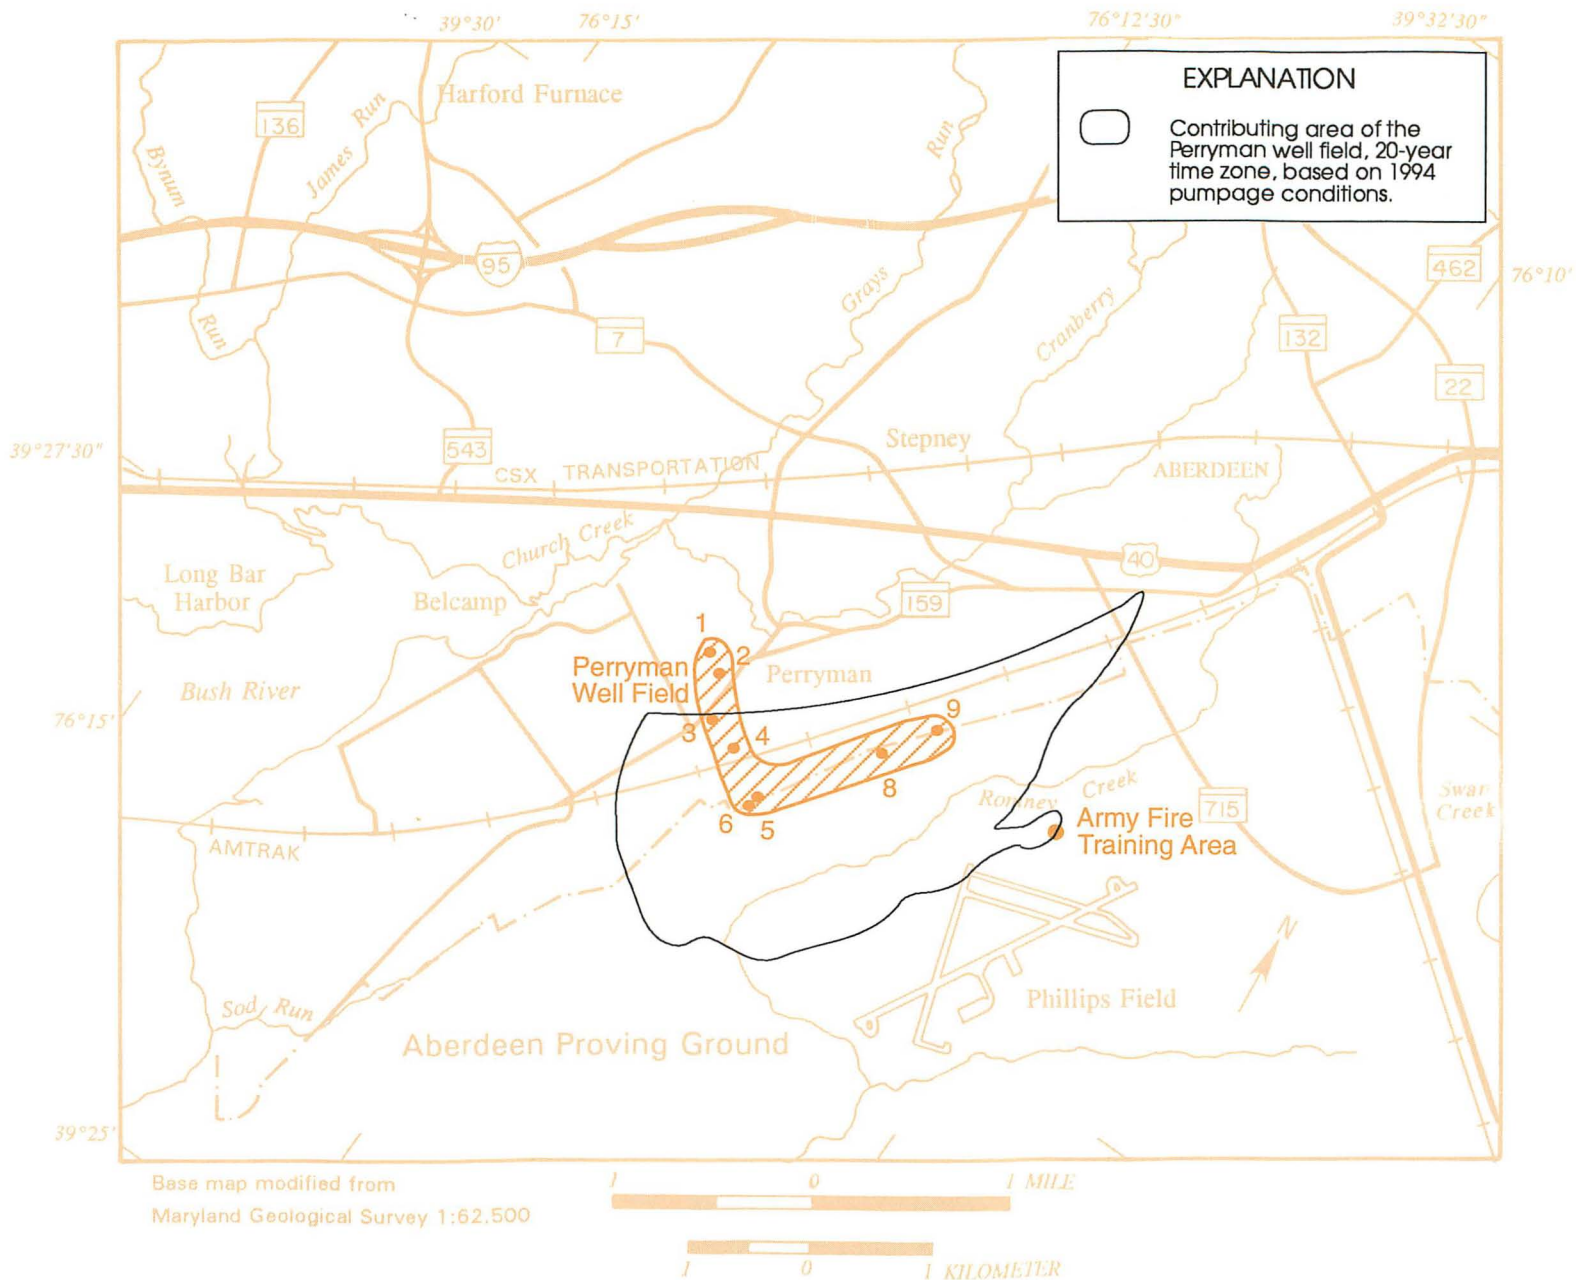 39°30'
76°15'
76°12'30"
39°32'30"
EXPLANATION
Contributing area of the
Perryman well field, 20-year
time zone, based on 1994
pumpage conditions.
Harford Furnace
136
James Run
Bynum
Run
Run
95
Grays
Cranberry
462
76°10'
7
132
22
39°27'30"
543
Stepney
CSX TRANSPORTATION
ABERDEEN
Church Creek
40
Long Bar
Harbor
Belcamp
159
1
2
Perryman
Well Field
Perryman
Bush River
76°15'
3
4
9
8
6
5
Romney Creek
715
Swan
Creek
Army Fire
Training Area
AMTRAK
N
Sod Run
Phillips Field
Aberdeen Proving Ground
39°25'
Base map modified from
Maryland Geological Survey 1:62,500
1 0 1 MILE
1 0 1 KILOMETER